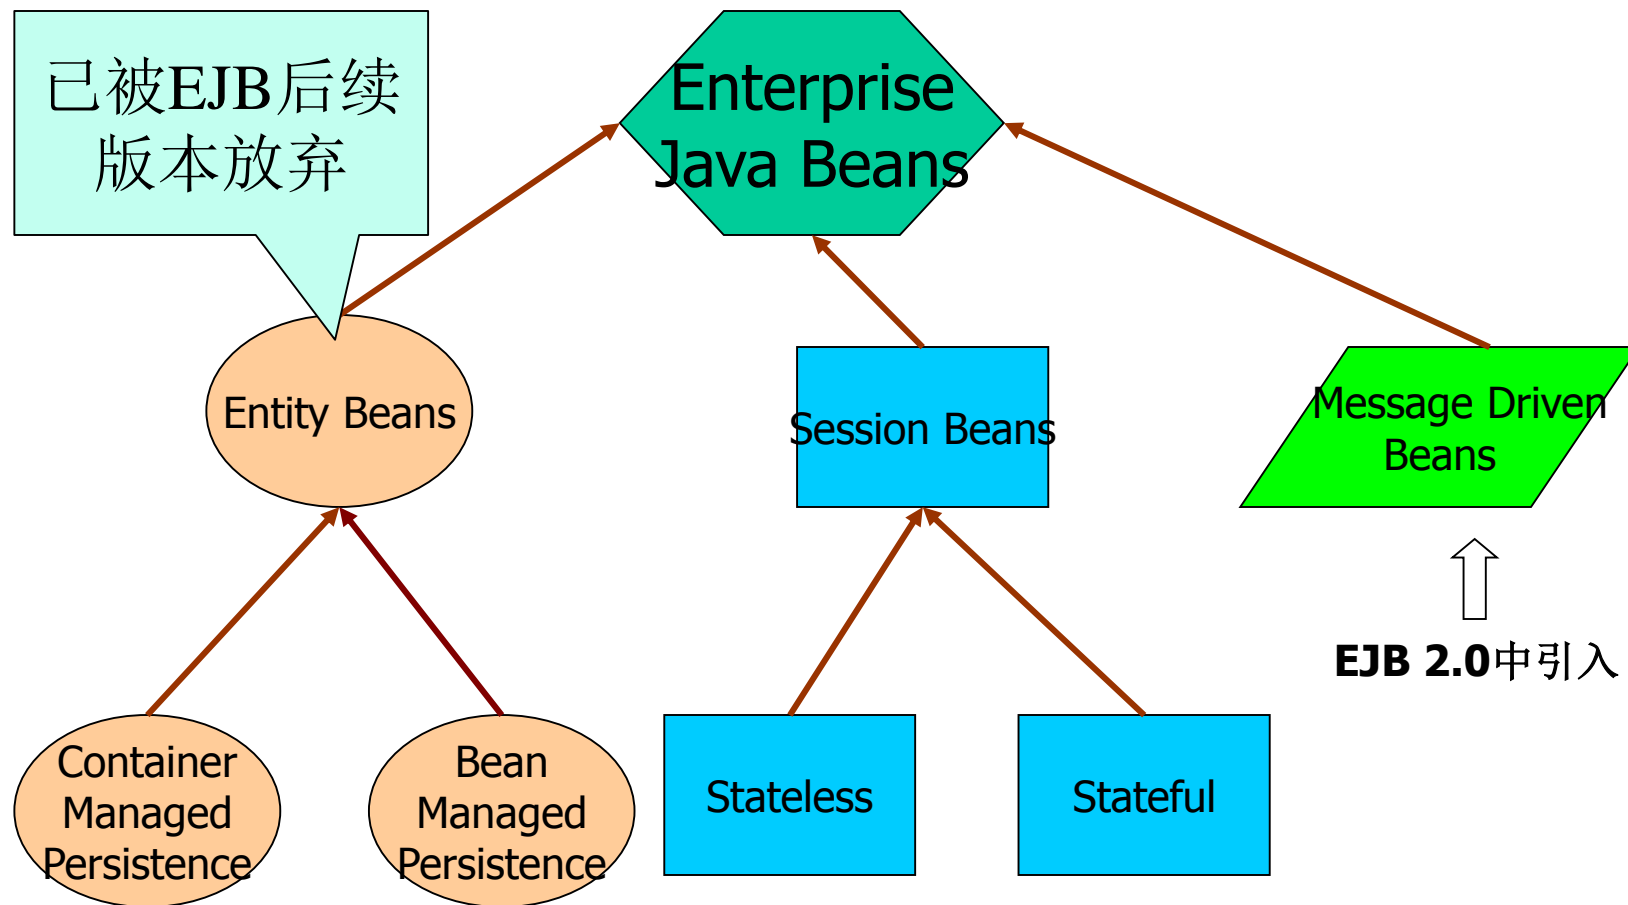 已被EJB后续
版本放弃
Enterprise
Java Beans
Entity Beans
Session Beans
Message Driven
Beans
EJB 2.0中引入
Container
Managed
Persistence
Bean
Managed
Persistence
Stateless
Stateful